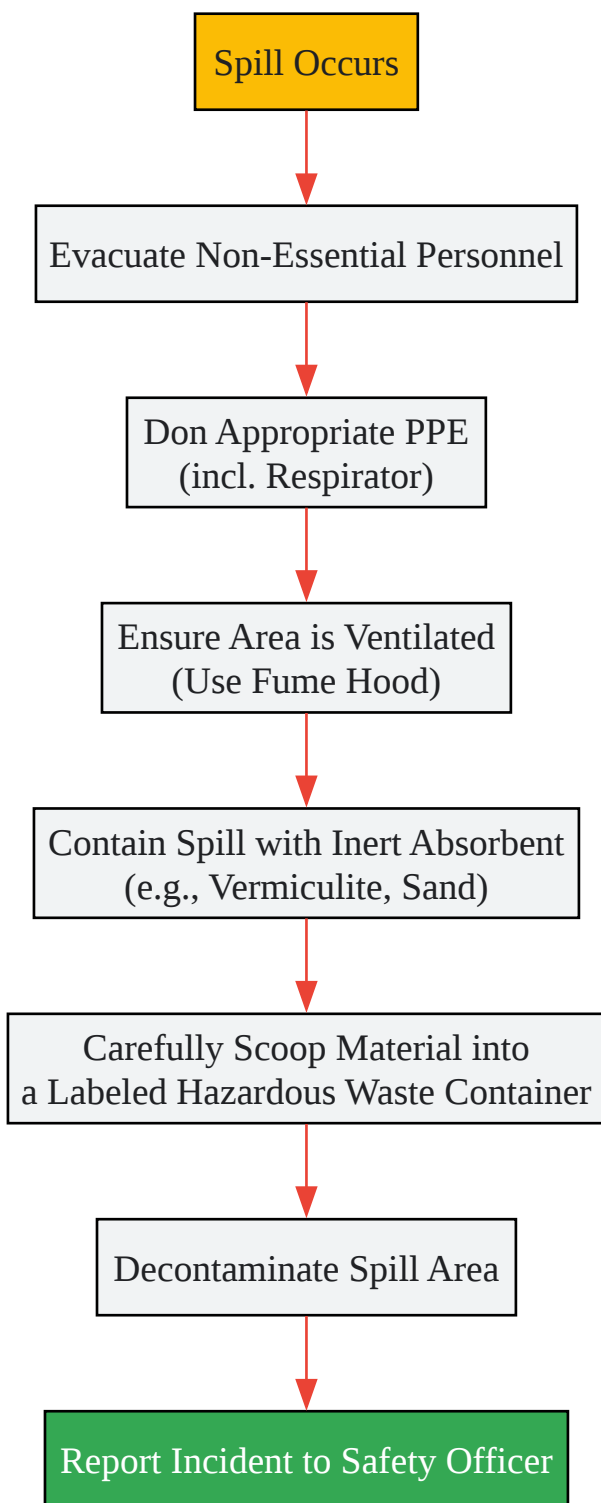 Spill Occurs
Evacuate Non-Essential Personnel
Don Appropriate PPE
(incl. Respirator)
Ensure Area is Ventilated
(Use Fume Hood)
Contain Spill with Inert Absorbent
(e.g., Vermiculite, Sand)
Carefully Scoop Material into
a Labeled Hazardous Waste Container
Decontaminate Spill Area
Report Incident to Safety Officer